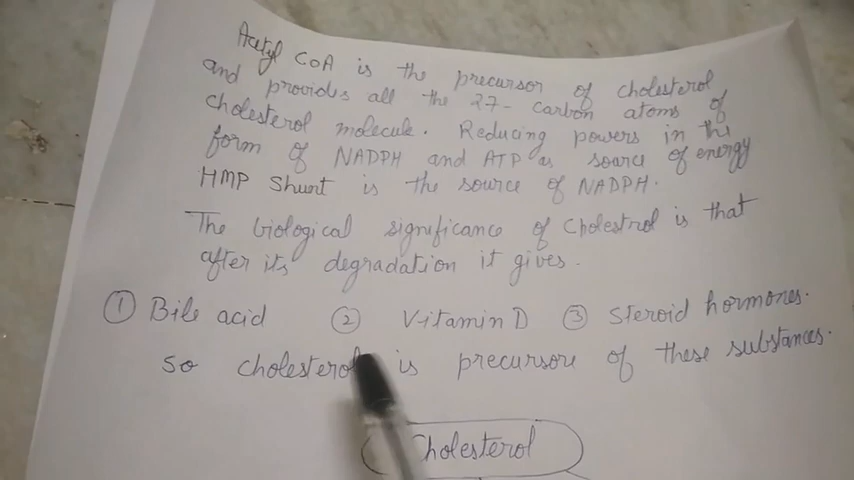 Acetyl CoA is the precursor of cholesterol
and provides all the 27- carbon atoms of
cholesterol molecule. Reducing powers in the
form of NADPH and ATP as source of energy
HMP Shunt is the source of NADPH.
The biological significance of Cholestrol is that
after its degradation it gives.
① Bile acid ② Vitamin D ③ Steroid hormones.
So cholesterol is precursore of these substances.
Cholesterol